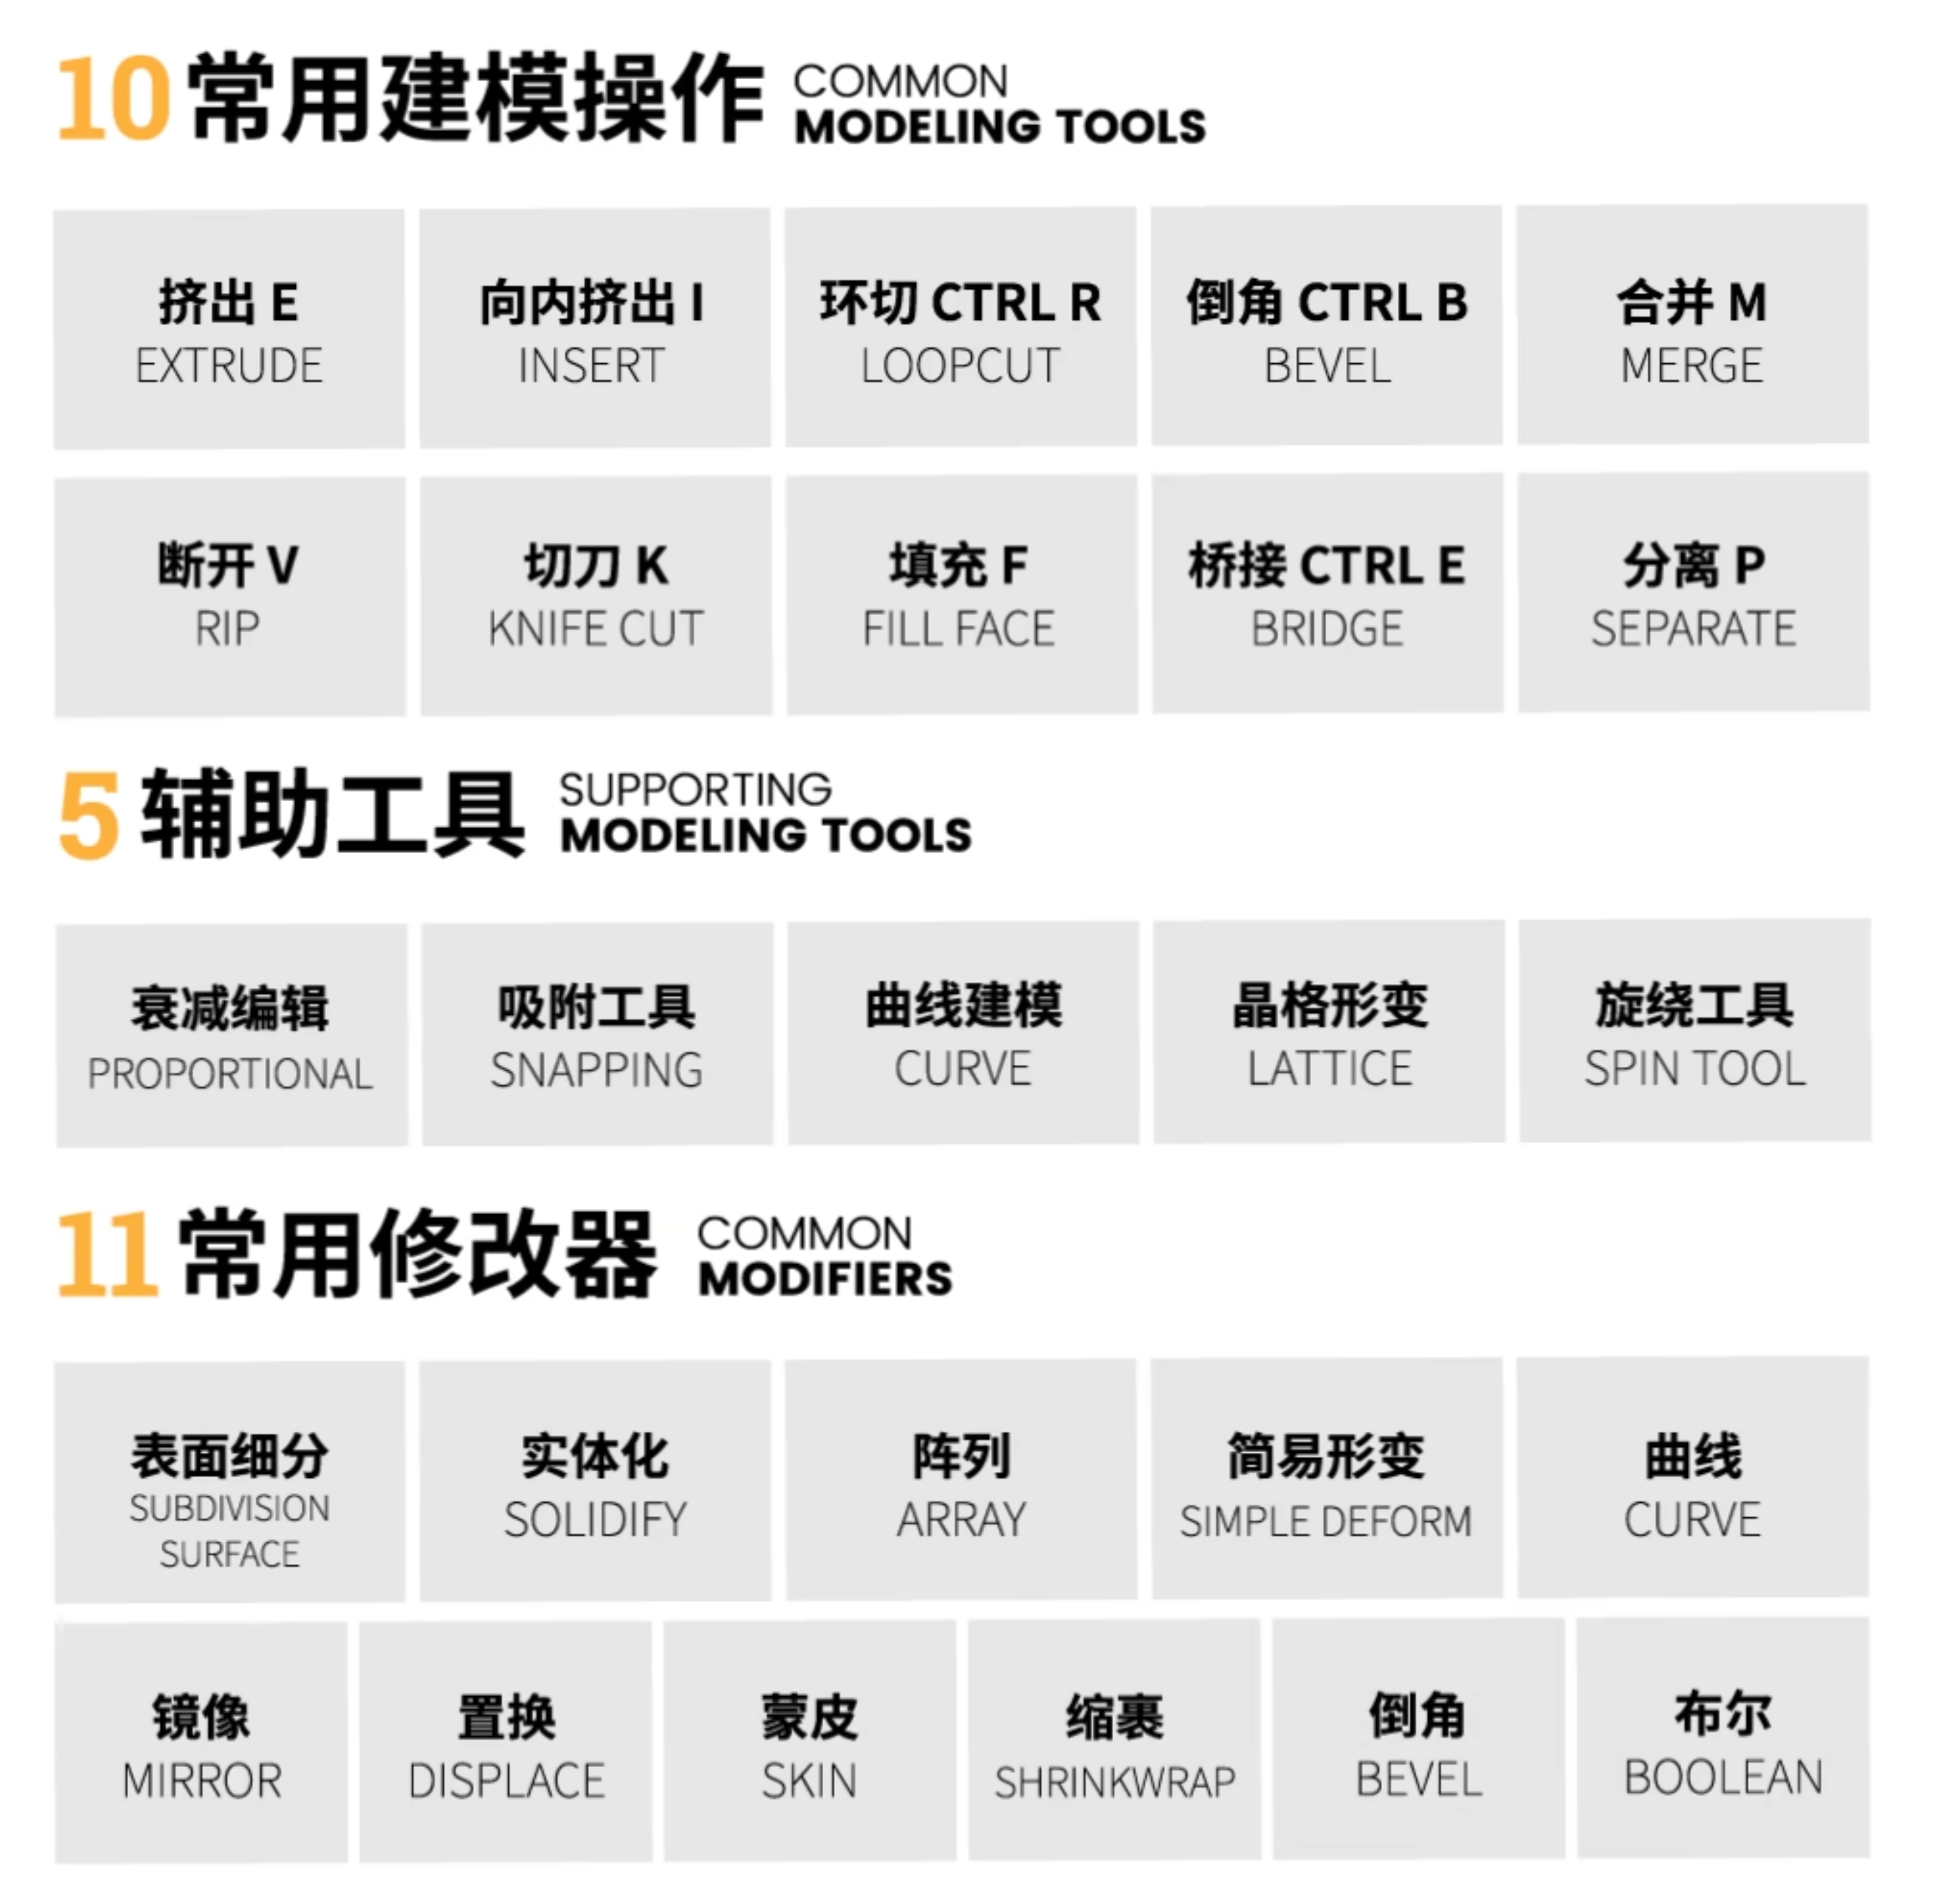 10 常用建模操作 COMMON
MODELING TOOLS
挤出 E
EXTRUDE
向内挤出 I
INSERT
环切 CTRL R
LOOPCUT
倒角 CTRL B
BEVEL
合并 M
MERGE
断开 V
RIP
切刀 K
KNIFE CUT
填充 F
FILL FACE
桥接 CTRL E
BRIDGE
分离 P
SEPARATE
5 辅助工具 SUPPORTING
MODELING TOOLS
衰减编辑
PROPORTIONAL
吸附工具
SNAPPING
曲线建模
CURVE
晶格形变
LATTICE
旋绕工具
SPIN TOOL
11 常用修改器 COMMON
MODIFIERS
表面细分
SUBDIVISION
SURFACE
实体化
SOLIDIFY
阵列
ARRAY
简易形变
SIMPLE DEFORM
曲线
CURVE
镜像
MIRROR
置换
DISPLACE
蒙皮
SKIN
缩裹
SHRINKWRAP
倒角
BEVEL
布尔
BOOLEAN